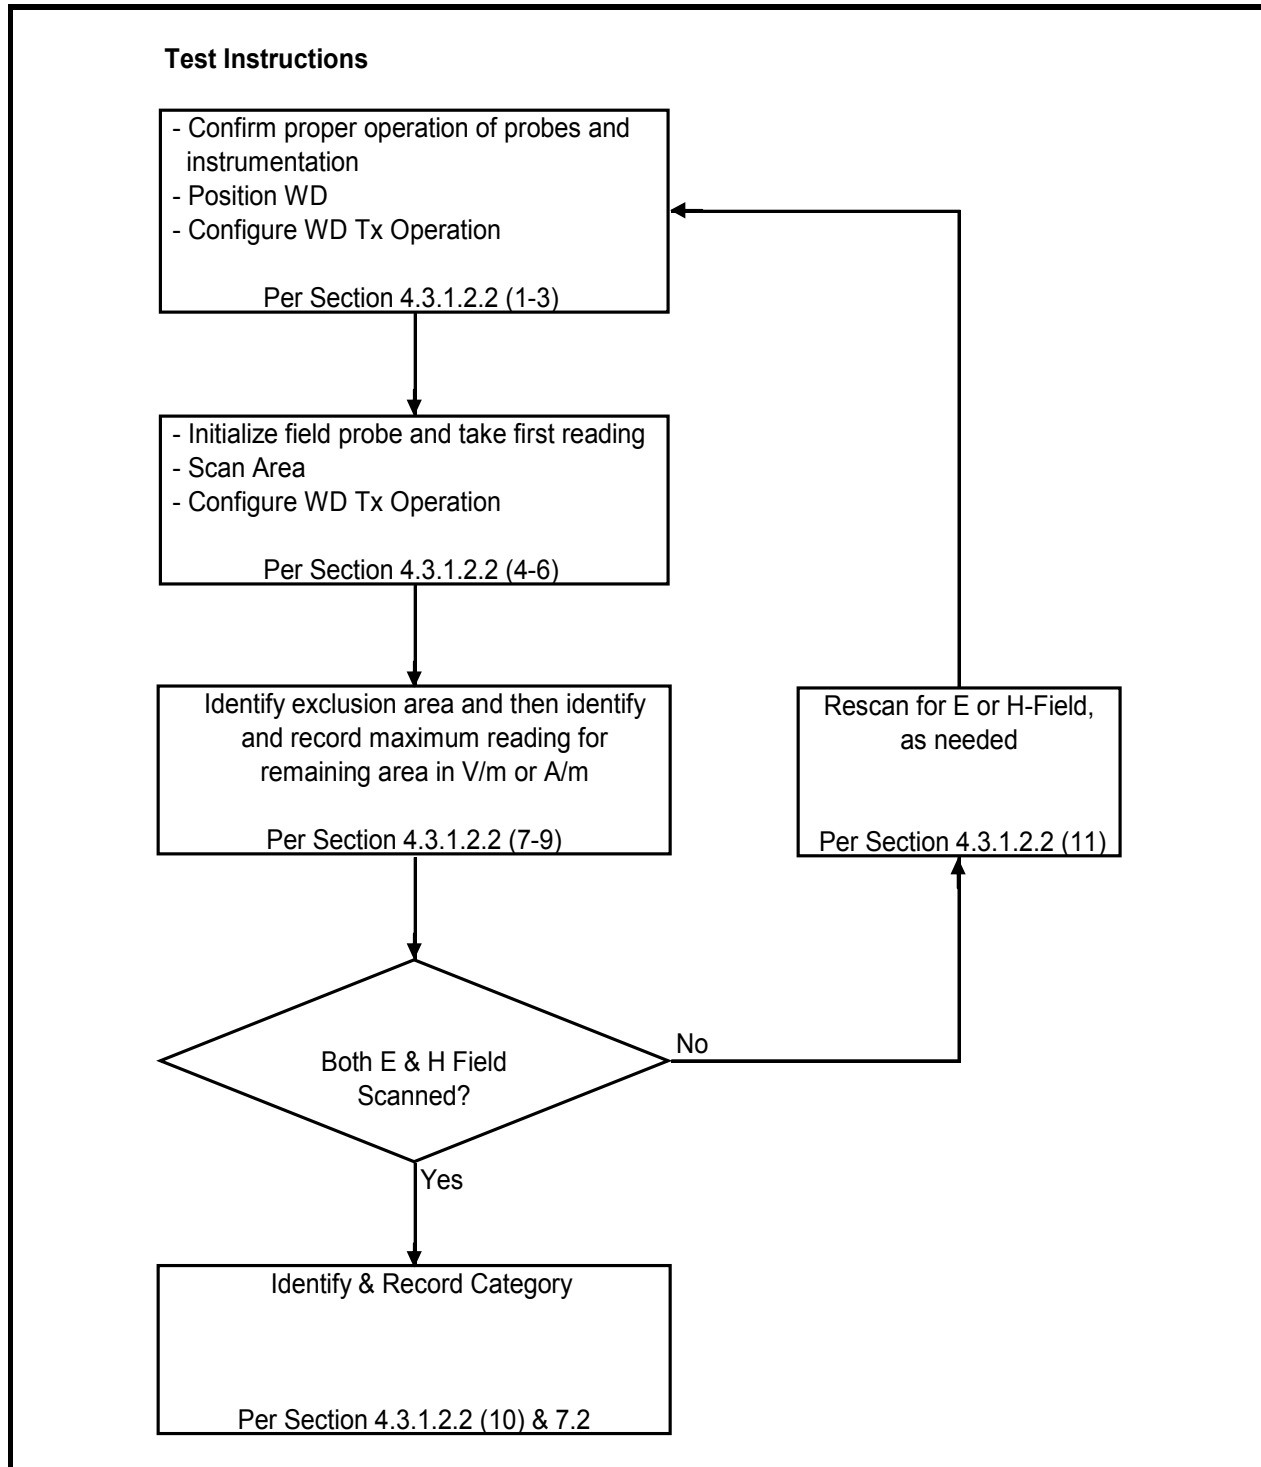 Test Instructions
- Confirm proper operation of probes and
instrumentation
- Position WD
- Configure WD Tx Operation
Per Section 4.3.1.2.2 (1-3)
- Initialize field probe and take first reading
- Scan Area
- Configure WD Tx Operation
Per Section 4.3.1.2.2 (4-6)
Identify exclusion area and then identify
and record maximum reading for
remaining area in V/m or A/m
Per Section 4.3.1.2.2 (7-9)
Rescan for E or H-Field,
as needed
Per Section 4.3.1.2.2 (11)
Both E & H Field
Scanned?
No
Yes
Identify & Record Category
Per Section 4.3.1.2.2 (10) & 7.2